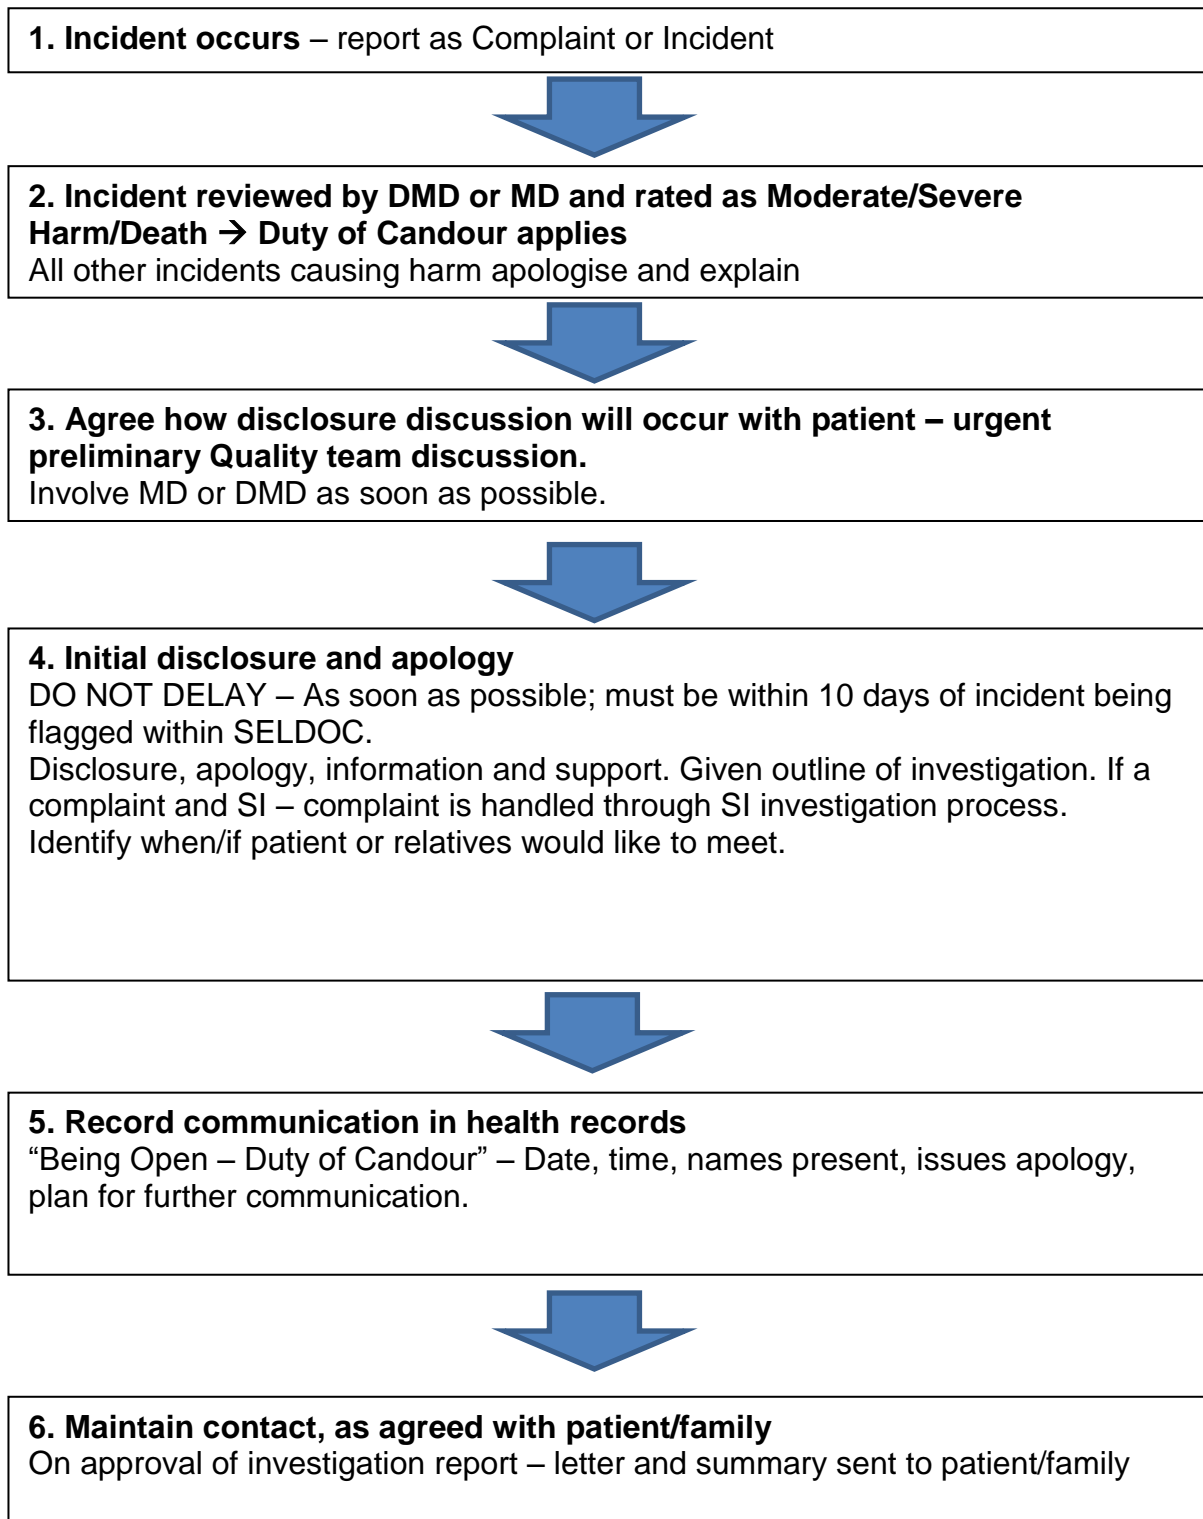 1. Incident occurs – report as Complaint or Incident
2. Incident reviewed by DMD or MD and rated as Moderate/Severe
Harm/Death → Duty of Candour applies
All other incidents causing harm apologise and explain
3. Agree how disclosure discussion will occur with patient – urgent
preliminary Quality team discussion.
Involve MD or DMD as soon as possible.
4. Initial disclosure and apology
DO NOT DELAY – As soon as possible; must be within 10 days of incident being
flagged within SELDOC.
Disclosure, apology, information and support. Given outline of investigation. If a
complaint and SI – complaint is handled through SI investigation process.
Identify when/if patient or relatives would like to meet.
5. Record communication in health records
“Being Open – Duty of Candour” – Date, time, names present, issues apology,
plan for further communication.
6. Maintain contact, as agreed with patient/family
On approval of investigation report – letter and summary sent to patient/family